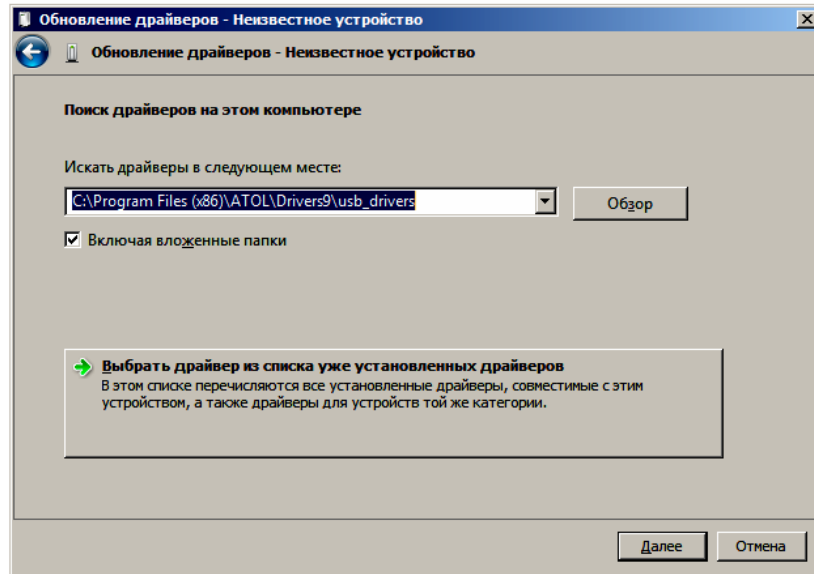 Обновление драйверов - Неизвестное устройство
Обновление драйверов - Неизвестное устройство
Поиск драйверов на этом компьютере
Искать драйверы в следующем месте:
C:\Program Files (x86)\ATOL\Drivers9\usb_drivers
Обзор
Включая вложенные папки
Выбрать драйвер из списка уже установленных драйверов
В этом списке перечисляются все установленные драйверы, совместимые с этим
устройством, а также драйверы для устройств той же категории.
Далее
Отмена